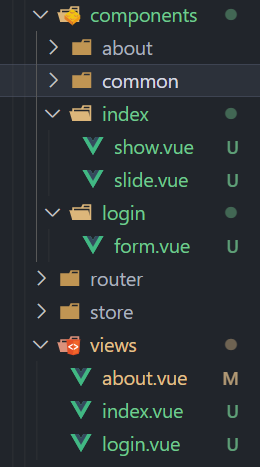 components
about
common
index
show.vue U
slide.vue U
login
form.vue U
router
store
views
about.vue M
index.vue U
login.vue U